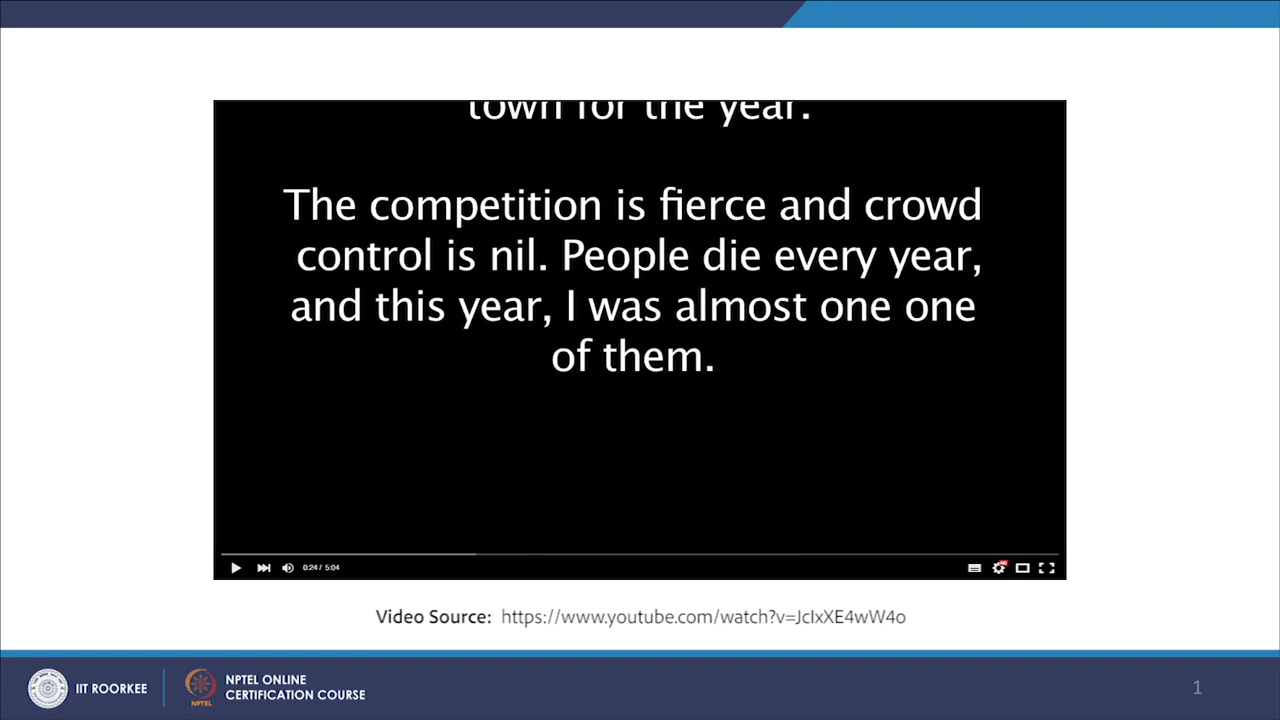 town for the year.
The competition is fierce and crowd
control is nil. People die every year,
and this year, I was almost one one
of them.
0:24 / 5:04
Video Source: https://www.youtube.com/watch?v=JcIxXE4wW4o
IIT ROORKEE
NPTEL
NPTEL ONLINE
CERTIFICATION COURSE
1